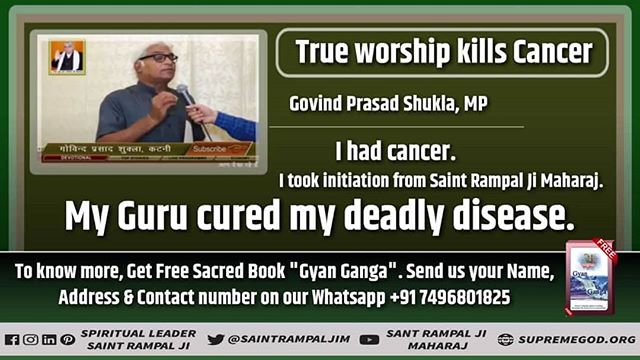 True worship kills Cancer
Govind Prasad Shukla, MP
गोविन्द प्रसाद शुक्ला, कटनी
Subscribe
DEVOTIONAL
I had cancer.
I took initiation from Saint Rampal Ji Maharaj.
My Guru cured my deadly disease.
FREE
Gyan
Ganga
To know more, Get Free Sacred Book "Gyan Ganga". Send us your Name,
Address & Contact number on our Whatsapp +91 7496801825
SPIRITUAL LEADER
SAINT RAMPAL JI
@SAINTRAMPALJIM
SANT RAMPAL JI
MAHARAJ
SUPREMEGOD.ORG